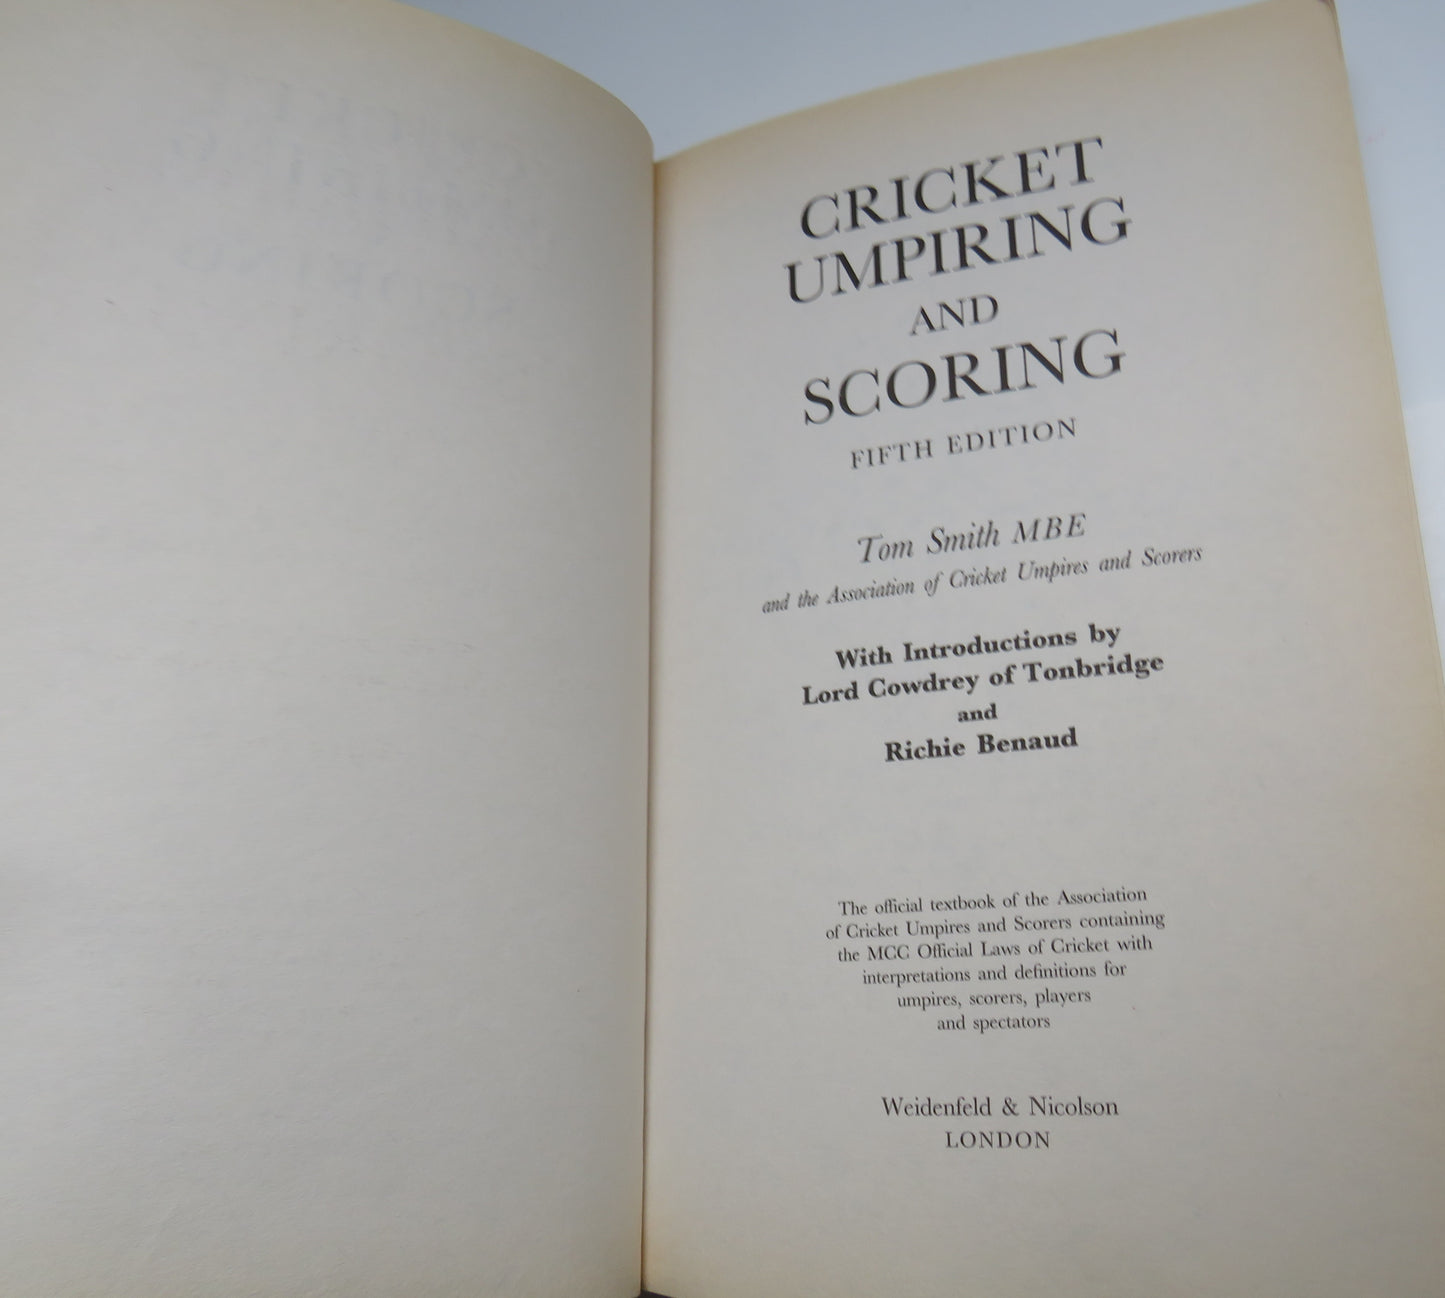 CRICKET
UMPIRING
AND
SCORING
FIFTH EDITION
Tom Smith MBE
and the Association of Cricket Umpires and Scorers
With Introductions by
Lord Cowdrey of Tonbridge
and
Richie Benaud
The official textbook of the Association
of Cricket Umpires and Scorers containing
the MCC Official Laws of Cricket with
interpretations and definitions for
umpires, scorers, players
and spectators
Weidenfeld & Nicolson
LONDON